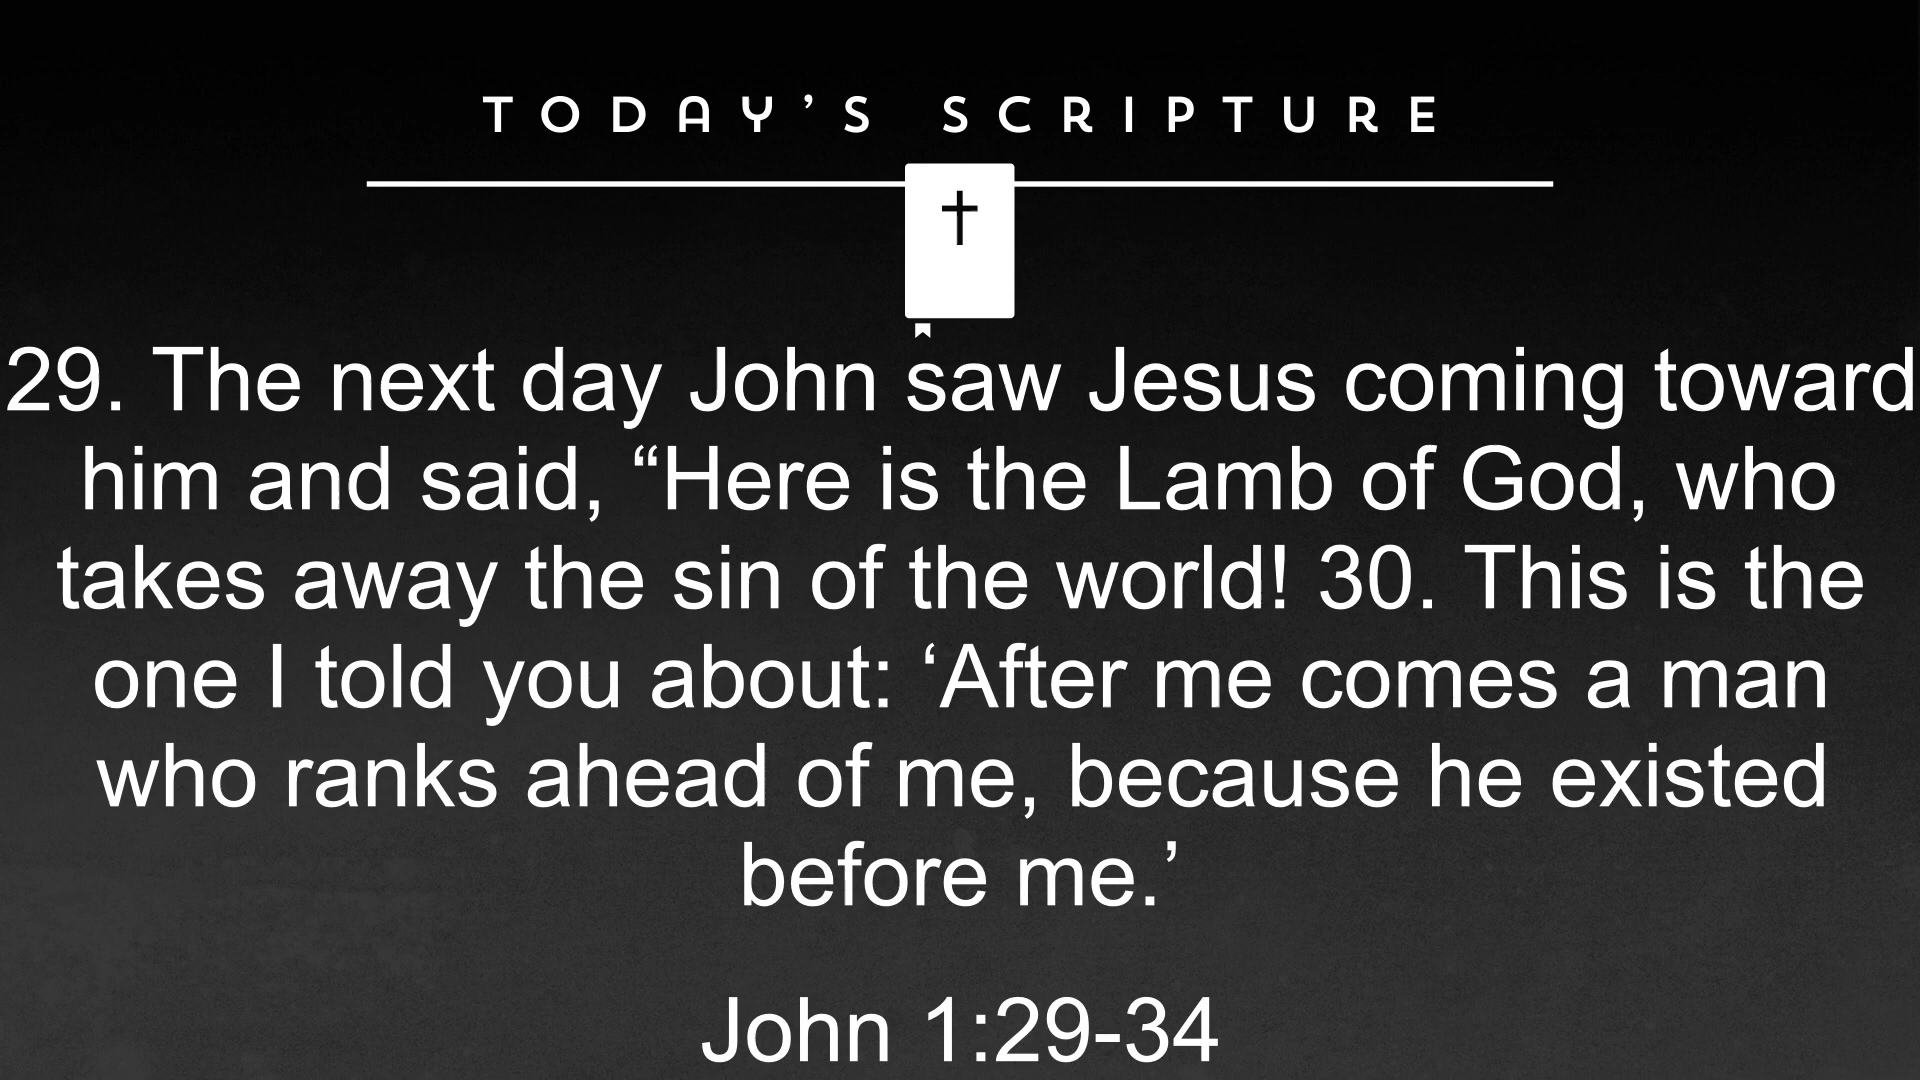 TODAY’S SCRIPTURE
29. The next day John saw Jesus coming toward
him and said, “Here is the Lamb of God, who
takes away the sin of the world! 30. This is the
one I told you about: ‘After me comes a man
who ranks ahead of me, because he existed
before me.’
John 1:29-34